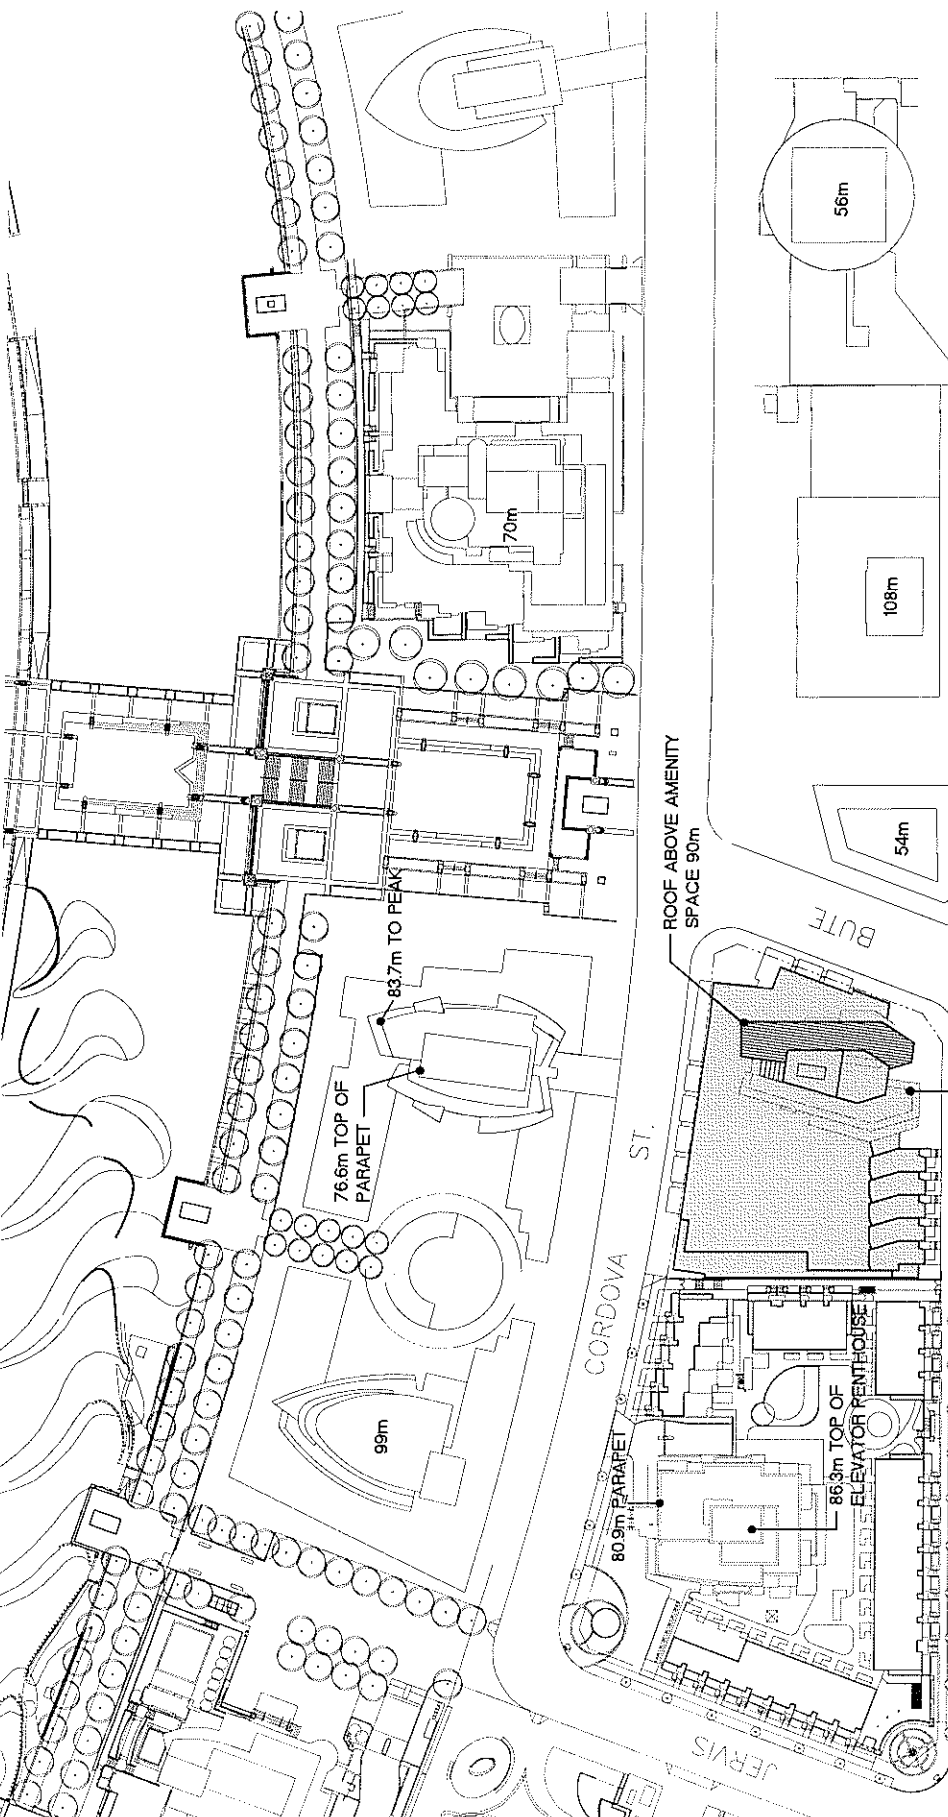 56m
70m
108m
ROOF ABOVE AMENITY
SPACE 90m
54m
BUTE
83.7m TO PEAK
76.6m TOP OF
PARAPET
ST.
CORDOVA
99m
80.9m PARAPET
86.3m TOP OF
ELEVATOR PENTHOUSE
JERVIS